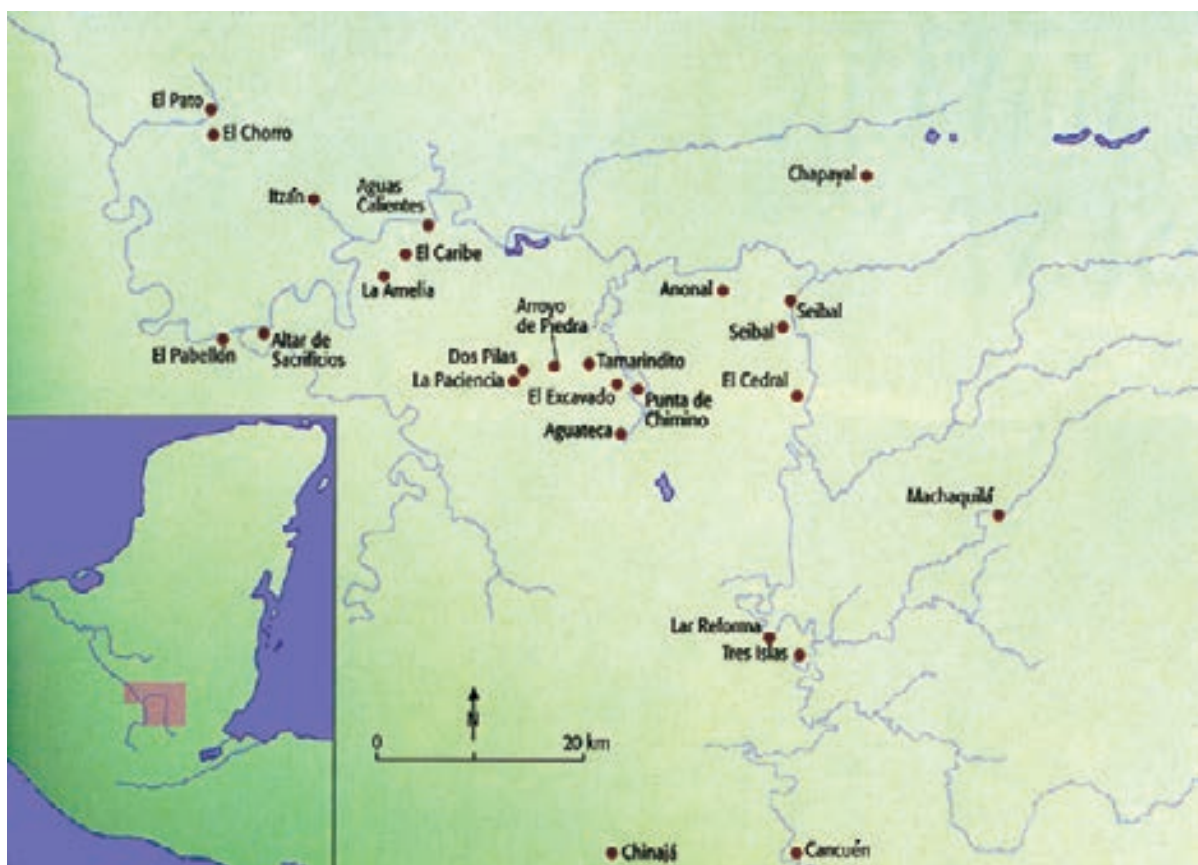 El Pato
El Chorro
Chapayal
Itzán
Aguas
Calientes
El Caribe
La Amelia
Anonal
Seibal
Arroyo
de Piedra
Seibal
El Pabellón
Altar de
Sacrificios
Dos Pilas
Tamarindito
La Paciencia
El Excavado
El Cedral
Punta de
Chimino
Aguateca
Machaquilá
Lar Reforma
Tres Islas
N
0 20 km
Chinajá
Cancuén